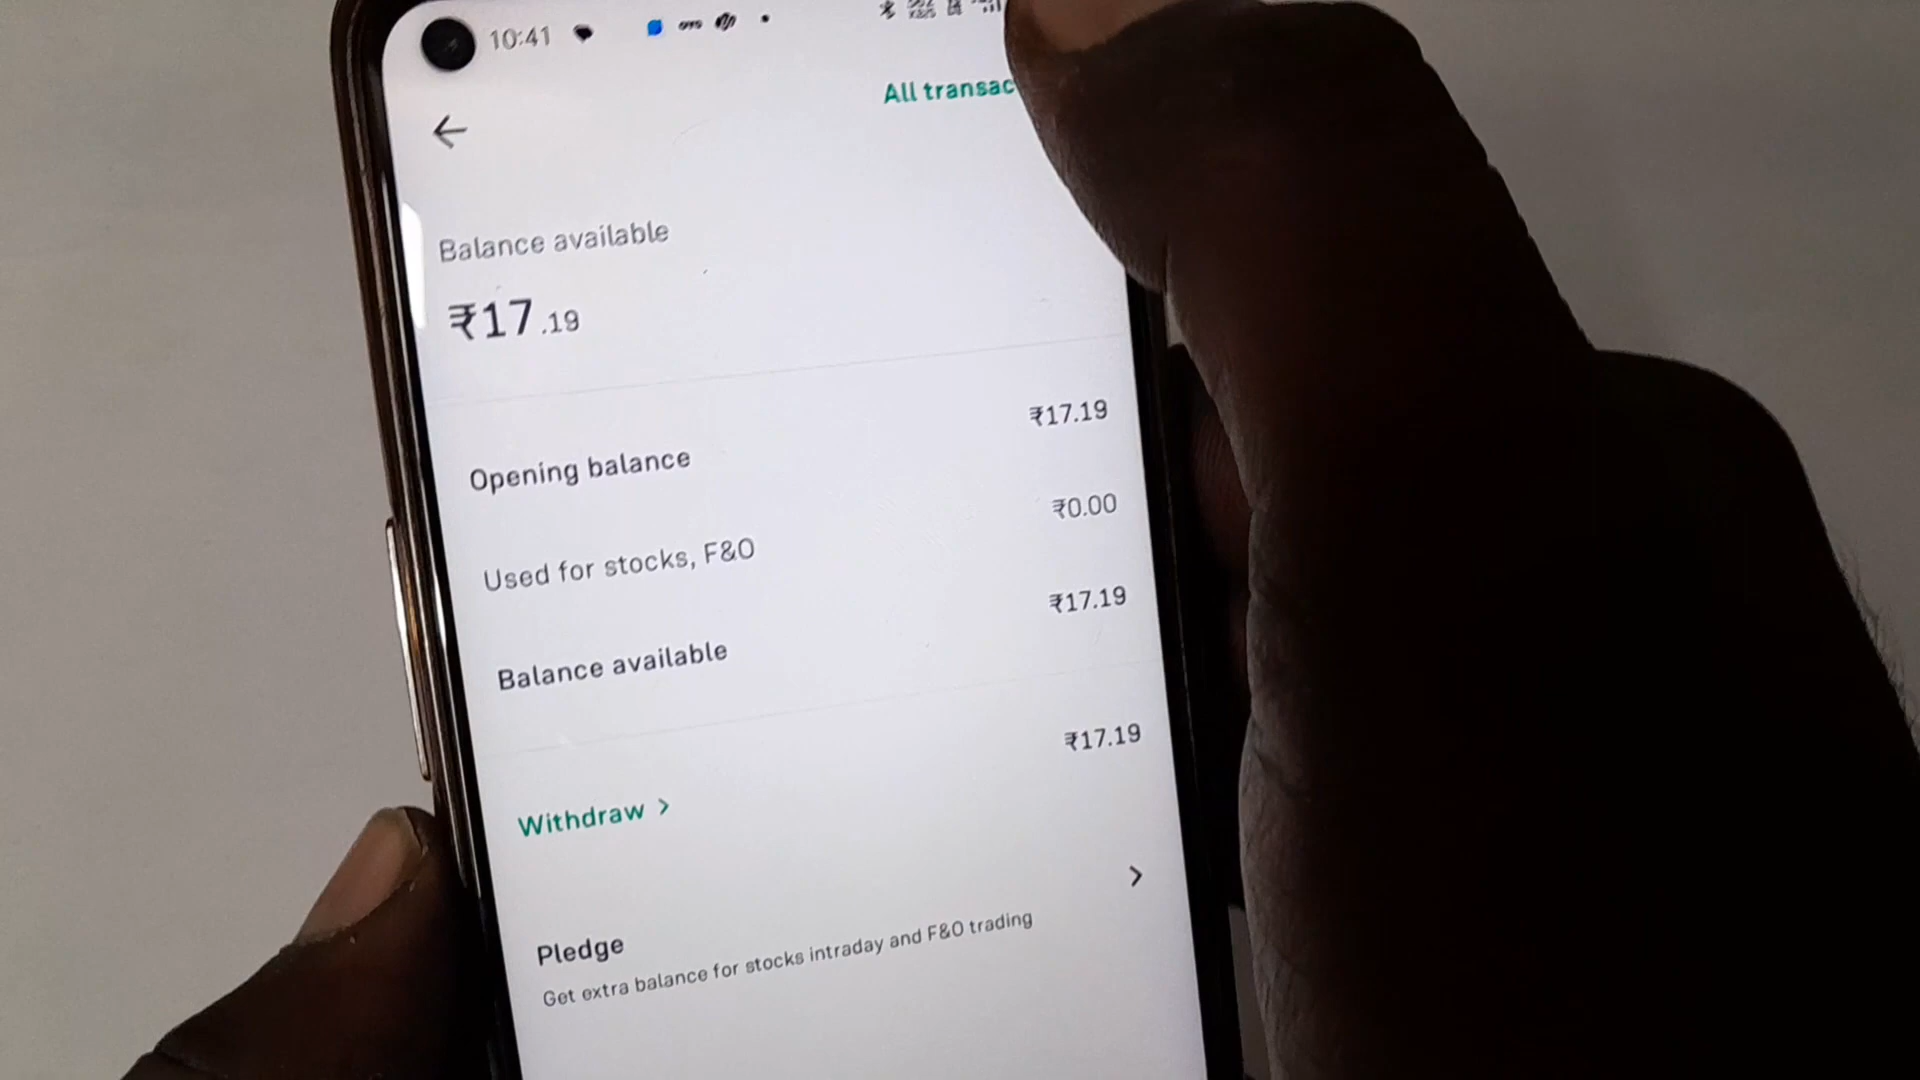 10:41
All transac
Balance available
₹17.19
Opening balance ₹17.19
Used for stocks, F&O ₹0.00
Balance available ₹17.19
Withdraw > ₹17.19
Pledge >
Get extra balance for stocks intraday and F&O trading